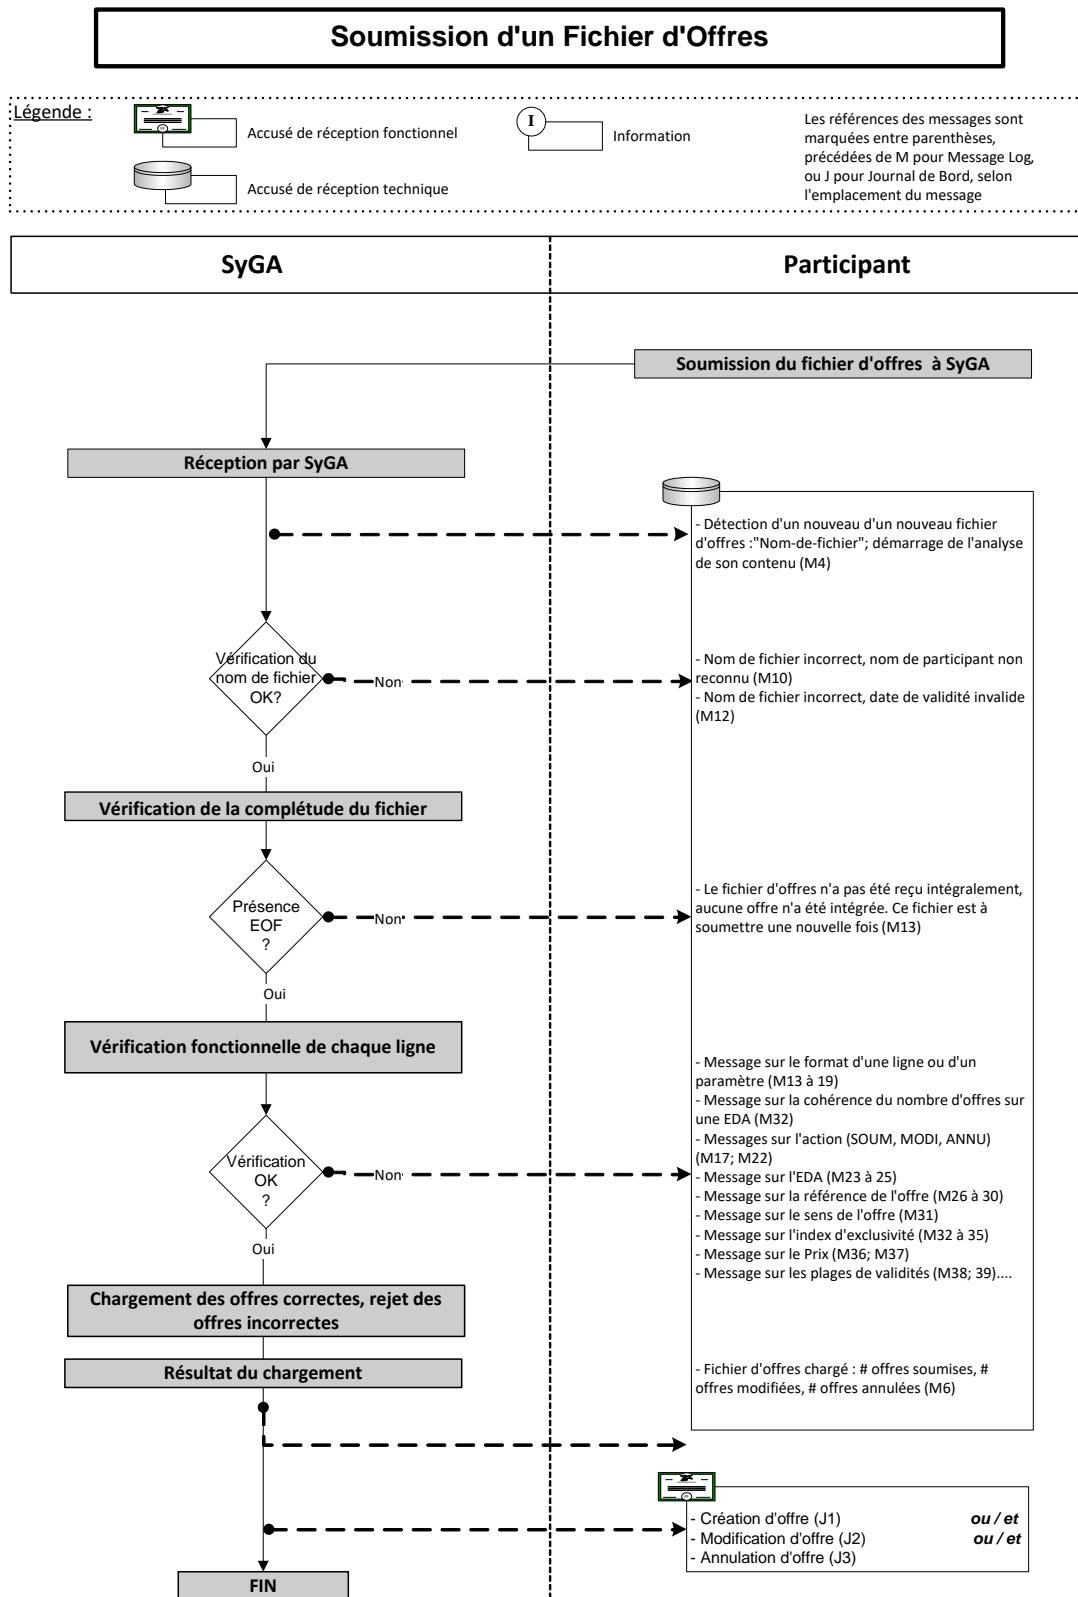 Soumission d'un Fichier d'Offres
Légende :
Accusé de réception fonctionnel
Accusé de réception technique
I
Information
Les références des messages sont
marquées entre parenthèses,
précédées de M pour Message Log,
ou J pour Journal de Bord, selon
l'emplacement du message
SyGA
Participant
Soumission du fichier d'offres à SyGA
Réception par SyGA
- Détection d'un nouveau d'un nouveau fichier
d'offres :"Nom-de-fichier"; démarrage de l'analyse
de son contenu (M4)
Vérification du
nom de fichier
OK?
Non
- Nom de fichier incorrect, nom de participant non
reconnu (M10)
- Nom de fichier incorrect, date de validité invalide
(M12)
Oui
Vérification de la complétude du fichier
Présence
EOF
?
Non
- Le fichier d'offres n'a pas été reçu intégralement,
aucune offre n'a été intégrée. Ce fichier est à
soumettre une nouvelle fois (M13)
Oui
Vérification fonctionnelle de chaque ligne
Vérification
OK
?
Non
- Message sur le format d'une ligne ou d'un
paramètre (M13 à 19)
- Message sur la cohérence du nombre d'offres sur
une EDA (M32)
- Messages sur l'action (SOUM, MODI, ANNU)
(M17; M22)
- Message sur l'EDA (M23 à 25)
- Message sur la référence de l'offre (M26 à 30)
- Message sur le sens de l'offre (M31)
- Message sur l'index d'exclusivité (M32 à 35)
- Message sur le Prix (M36; M37)
- Message sur les plages de validités (M38; 39)....
Oui
Chargement des offres correctes, rejet des
offres incorrectes
Résultat du chargement
- Fichier d'offres chargé : # offres soumises, #
offres modifiées, # offres annulées (M6)
- Création d'offre (J1) ou / et
- Modification d'offre (J2) ou / et
- Annulation d'offre (J3)
FIN